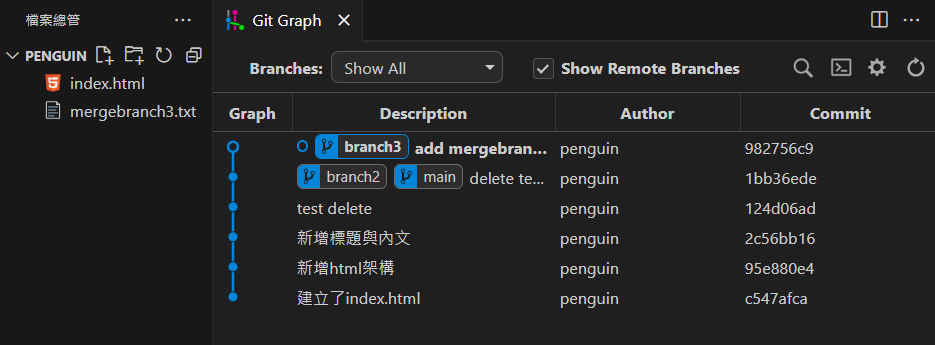 檔案總管 ···
Git Graph
PENGUIN
index.html
mergebranch3.txt
Branches: Show All Show Remote Branches
Graph Description Author Commit
branch3 add mergebran... penguin 982756c9
branch2 main delete te... penguin 1bb36ede
test delete penguin 124d06ad
新增標題與內文 penguin 2c56bb16
新增html架構 penguin 95e880e4
建立了index.html penguin c547afca